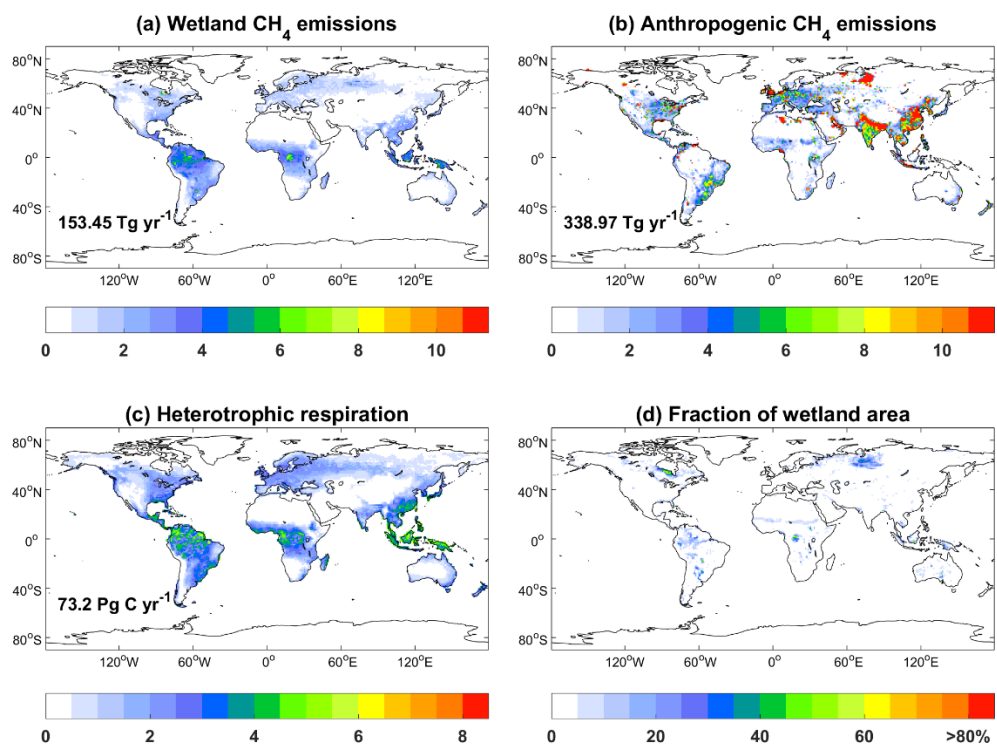 (a) Wetland CH4 emissions
80°N
40°N
0°
40°S
80°S
153.45 Tg yr-1
120°W 60°W 0° 60°E 120°E
0 2 4 6 8 10
(b) Anthropogenic CH4 emissions
80°N
40°N
0°
40°S
80°S
338.97 Tg yr-1
120°W 60°W 0° 60°E 120°E
0 2 4 6 8 10
(c) Heterotrophic respiration
80°N
40°N
0°
40°S
80°S
73.2 Pg C yr-1
120°W 60°W 0° 60°E 120°E
0 2 4 6 8
(d) Fraction of wetland area
80°N
40°N
0°
40°S
80°S
120°W 60°W 0° 60°E 120°E
0 20 40 60 >80%